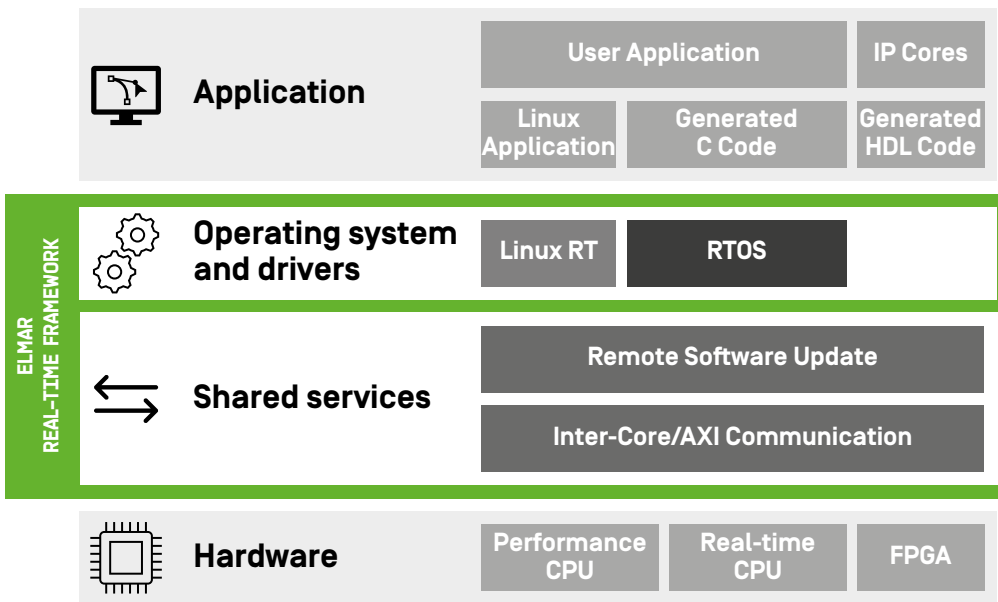 Application
User Application
IP Cores
Linux
Application
Generated
C Code
Generated
HDL Code
ELMAR
REAL-TIME FRAMEWORK
Operating system
and drivers
Linux RT
RTOS
Shared services
Remote Software Update
Inter-Core/AXI Communication
Hardware
Performance
CPU
Real-time
CPU
FPGA